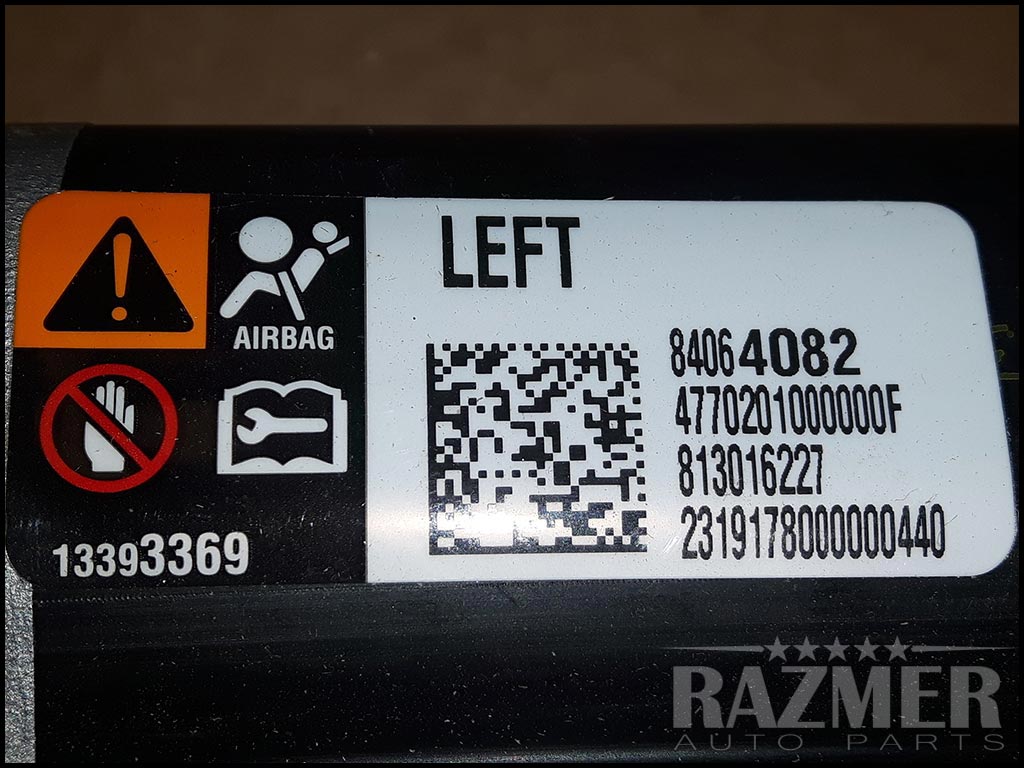 LEFT
AIRBAG
84064082
4770201000000F
813016227
2319178000000440
13393369
RAZMER
AUTO PARTS